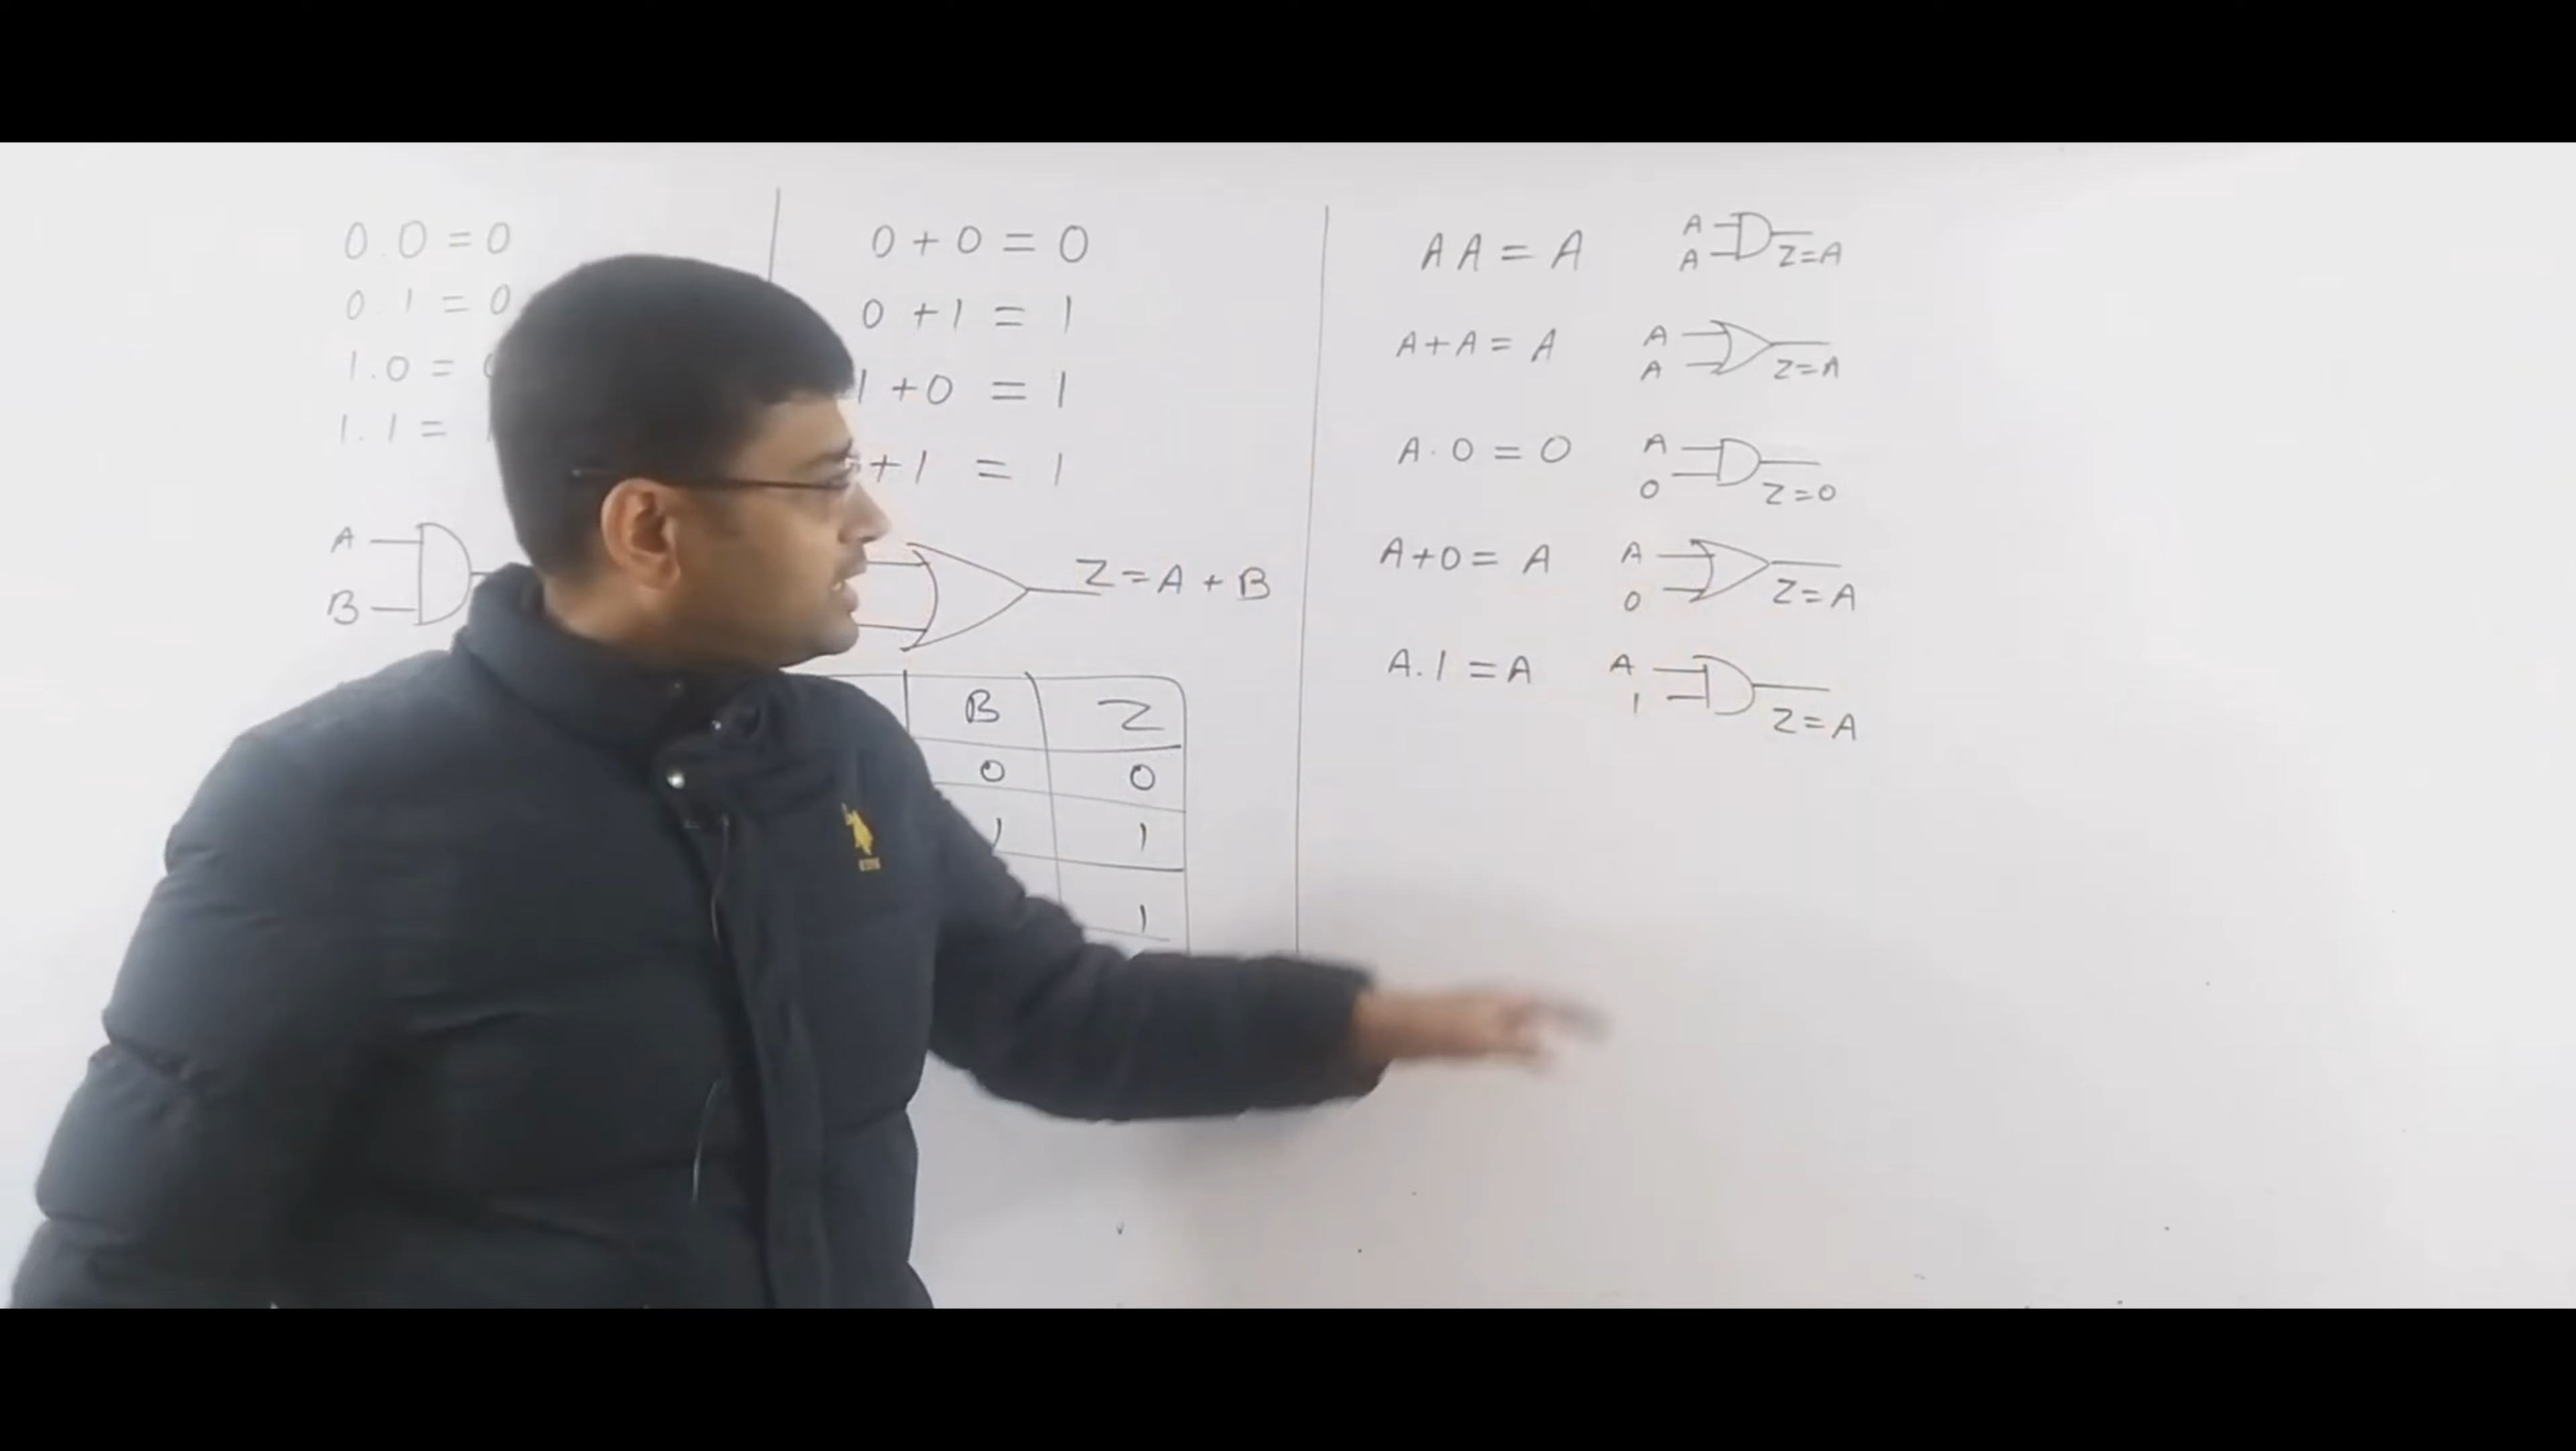 0.0=0
0.1=0
1.0=
1.1=
A
B
0+0=0
0+1=1
1+0=1
+1=1
Z=A+B
B Z
0 0
1 1
1
AA=A
A
A
Z=A
A+A=A
A
A
Z=A
A.0=0
A
0
Z=0
A+0=A
A
0
Z=A
A.1=A
A
1
Z=A